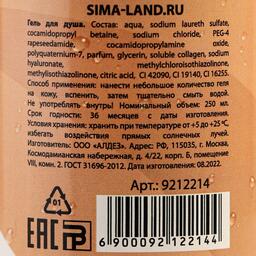 SIMA-LAND.RU
Гель для душа. Состав: aqua, sodium laureth sulfate,
cocamidopropyl betaine, sodium chloride, PEG-4
rapeseedamide, cocamidopropylamine oxide,
polyquaternium-7, parfum, glycerin, soluble collagen, sodium
hyaluronate, methylchloroisothiazolinone,
methylisothiazolinone, citric acid, CI 42090, CI 19140, CI 16255.
Способ применения: нанести небольшое количество геля
на кожу, вспенить, затем тщательно смыть водой.
Не употреблять внутрь! Номинальное количество: 250 мл.
Срок годности: 36 месяцев с даты изготовления.
Условия хранения: хранить при температуре от +5 до +25 °C,
избегать воздействия прямых солнечных лучей.
Изготовитель: ООО «АЛДЕЗ», Адрес: РФ, 115035, г. Москва,
Космодамианская набережная, д. 4/22, корп. Б, помещение
VIII, комн. 2. ГОСТ 31696-2012. Дата изготовления: 08.2022.
Арт.: 9212214
01
EAC
6 900092 122144